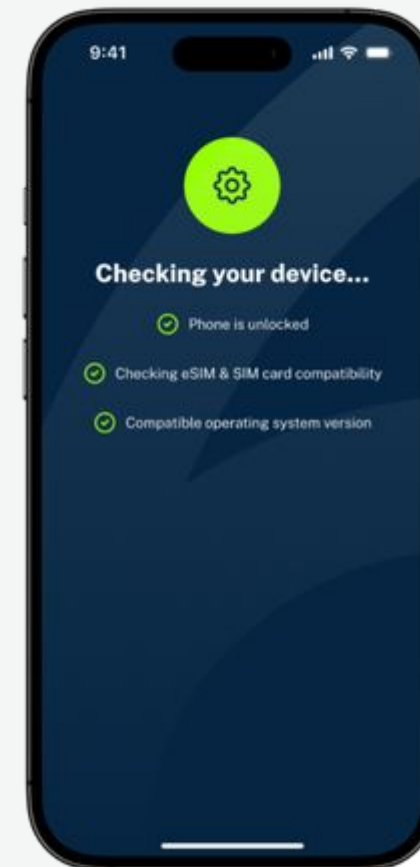 9:41
Checking your device...
Phone is unlocked
Checking eSIM & SIM card compatibility
Compatible operating system version